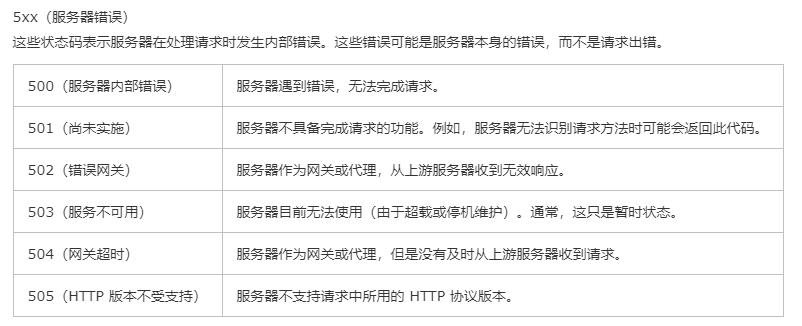 5xx（服务器错误）
这些状态码表示服务器在处理请求时发生内部错误。这些错误可能是服务器本身的错误，而不是请求出错。
500（服务器内部错误） 服务器遇到错误，无法完成请求。
501（尚未实施） 服务器不具备完成请求的功能。例如，服务器无法识别请求方法时可能会返回此代码。
502（错误网关） 服务器作为网关或代理，从上游服务器收到无效响应。
503（服务不可用） 服务器目前无法使用（由于超载或停机维护）。通常，这只是暂时状态。
504（网关超时） 服务器作为网关或代理，但是没有及时从上游服务器收到请求。
505（HTTP 版本不受支持） 服务器不支持请求中所用的 HTTP 协议版本。